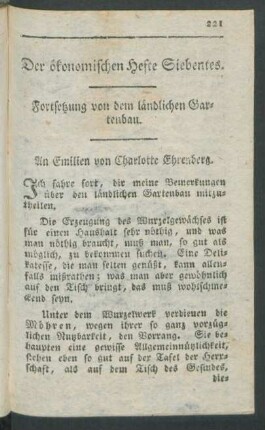 221
Der ökonomischen Hefte Siebentes.
Fortsetzung von dem ländlichen Gar-
tenbau.
An Emilien von Charlotte Ehrenberg.
Ich fahre fort, dir meine Bemerkungen
über den ländlichen Gartenbau mitzu-
theilen.
Die Erzeugung des Wurzelgewächses ist
für einen Haushalt sehr nöthig, und was
man nöthig braucht, muß man, so gut als
möglich, zu bekommen suchen. Eine Deli-
katesse, die man selten genüßt, kann allen-
falls mißrathen; was man aber gewöhnlich
auf den Tisch bringt, das muß wohlschme-
ckend seyn.
Unter dem Wurzelwerk verdienen die
Möhren, wegen ihrer so ganz vorzüg-
lichen Nutzbarkeit, den Vorrang. Sie be-
haupten eine gewisse Allgemeinnützlichkeit,
stehen eben so gut auf der Tafel der Herr-
schaft, als auf dem Tisch des Gesindes,
die-